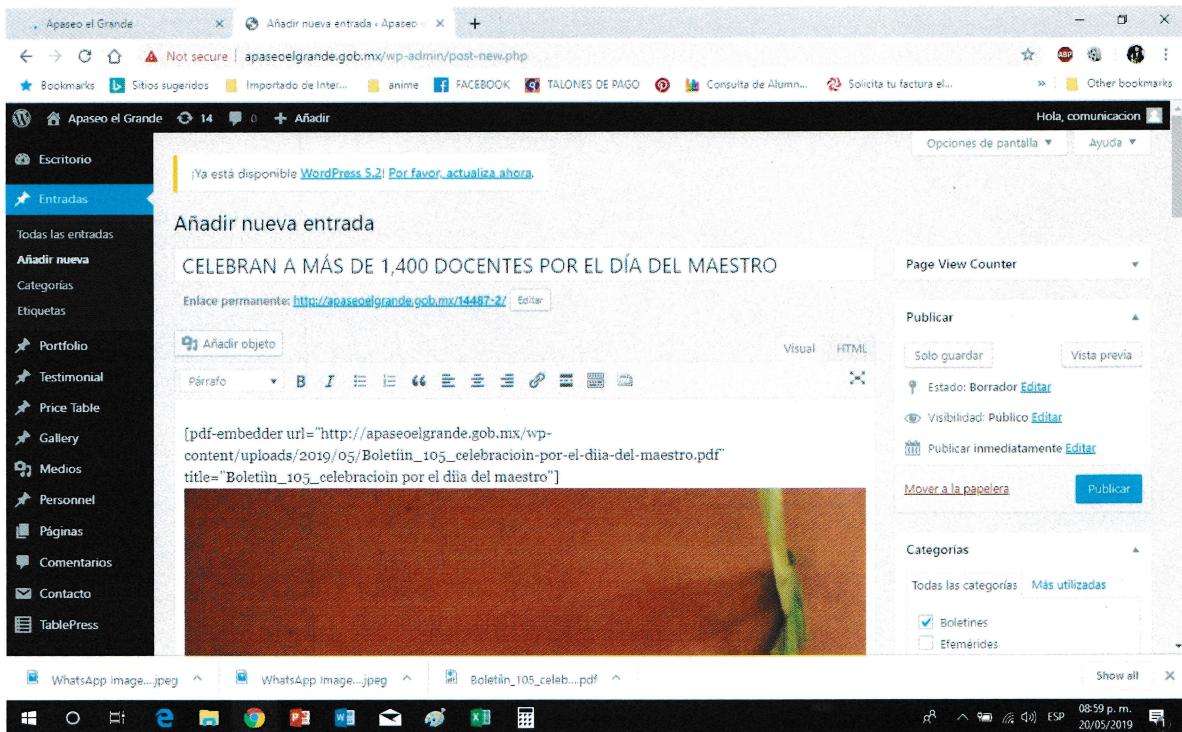 Apaseo el Grande
Añadir nueva entrada ‹ Apaseo
Not secure | apaseoelgrande.gob.mx/wp-admin/post-new.php
ABP
Bookmarks Sitios sugeridos Importado de Inter... anime FACEBOOK TALONES DE PAGO Consulta de Alumn... Solicita tu factura el... » Other bookmarks
Apaseo el Grande 14 0 + Añadir Hola, comunicacion
Opciones de pantalla Ayuda
Escritorio
Entradas
Todas las entradas
Añadir nueva
Categorías
Etiquetas
Portfolio
Testimonial
Price Table
Gallery
Medios
Personnel
Páginas
Comentarios
Contacto
TablePress
¡Ya está disponible WordPress 5.2! Por favor, actualiza ahora.
Añadir nueva entrada
CELEBRAN A MÁS DE 1,400 DOCENTES POR EL DÍA DEL MAESTRO
Enlace permanente: http://apaseoelgrande.gob.mx/14487-2/ Editar
Añadir objeto Visual HTML
Párrafo B I
[pdf-embedder url="http://apaseoelgrande.gob.mx/wp-
content/uploads/2019/05/Boletiin_105_celebracioin-por-el-diia-del-maestro.pdf"
title="Boletiin_105_celebracioin por el diia del maestro"]
Page View Counter
Publicar
Solo guardar Vista previa
Estado: Borrador Editar
Visibilidad: Público Editar
Publicar inmediatamente Editar
Mover a la papelera Publicar
Categorías
Todas las categorías Más utilizadas
Boletines
Efemérides
WhatsApp Image....jpeg WhatsApp Image....jpeg Boletiin_105_celeb....pdf Show all
ESP 08:59 p. m.
20/05/2019